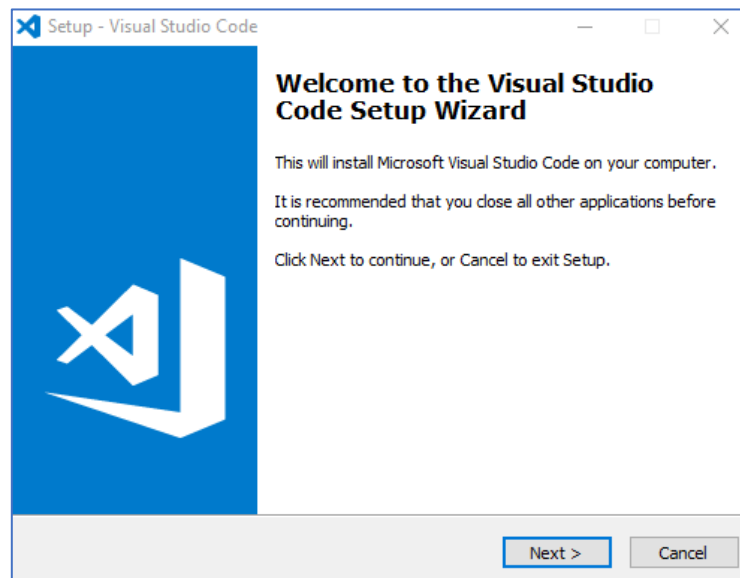 Setup - Visual Studio Code
Welcome to the Visual Studio
Code Setup Wizard
This will install Microsoft Visual Studio Code on your computer.
It is recommended that you close all other applications before
continuing.
Click Next to continue, or Cancel to exit Setup.
Next >
Cancel